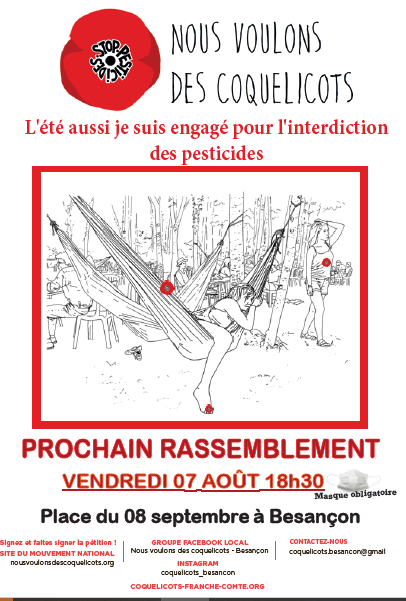 STOP PESTICIDES
NOUS VOULONS
DES COQUELICOTS
L'été aussi je suis engagé pour l'interdiction
des pesticides
PROCHAIN RASSEMBLEMENT
VENDREDI 07 AOÛT 18h30
Masque obligatoire
Place du 08 septembre à Besançon
Signez et faites signer la pétition !
SITE DU MOUVEMENT NATIONAL
nousvoulonsdescoquelicots.org
GROUPE FACEBOOK LOCAL
Nous voulons des coquelicots - Besançon
INSTAGRAM
coquelicots_besancon
CONTACTEZ-NOUS
coquelicots.besancon@gmail
COQUELICOTS-FRANCHE-COMTE.ORG